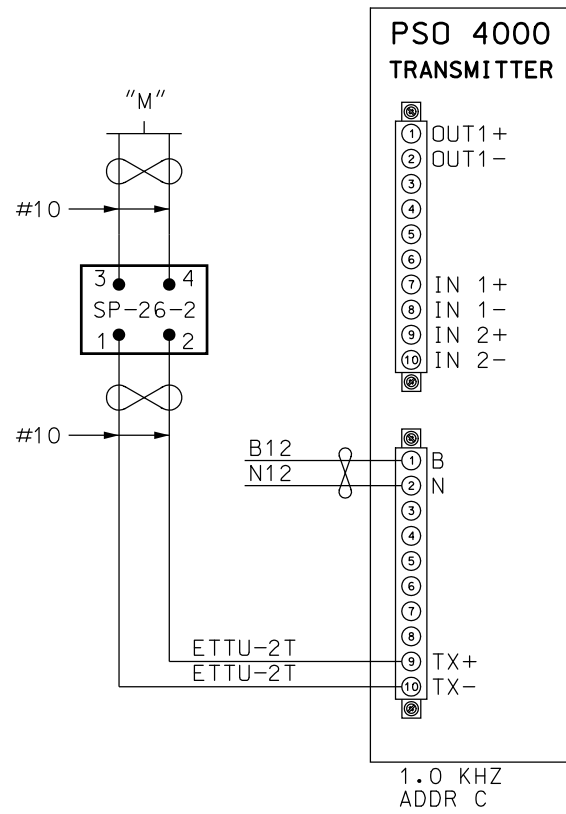 PSO 4000
TRANSMITTER
"M"
1 OUT1+
2 OUT1-
3
4
5
6
7 IN 1+
8 IN 1-
9 IN 2+
10 IN 2-
#10
3 4
SP-26-2
1 2
#10
B12
N12
1 B
2 N
3
4
5
6
7
8
9 TX+
10 TX-
ETTU-2T
ETTU-2T
1.0 KHZ
ADDR C